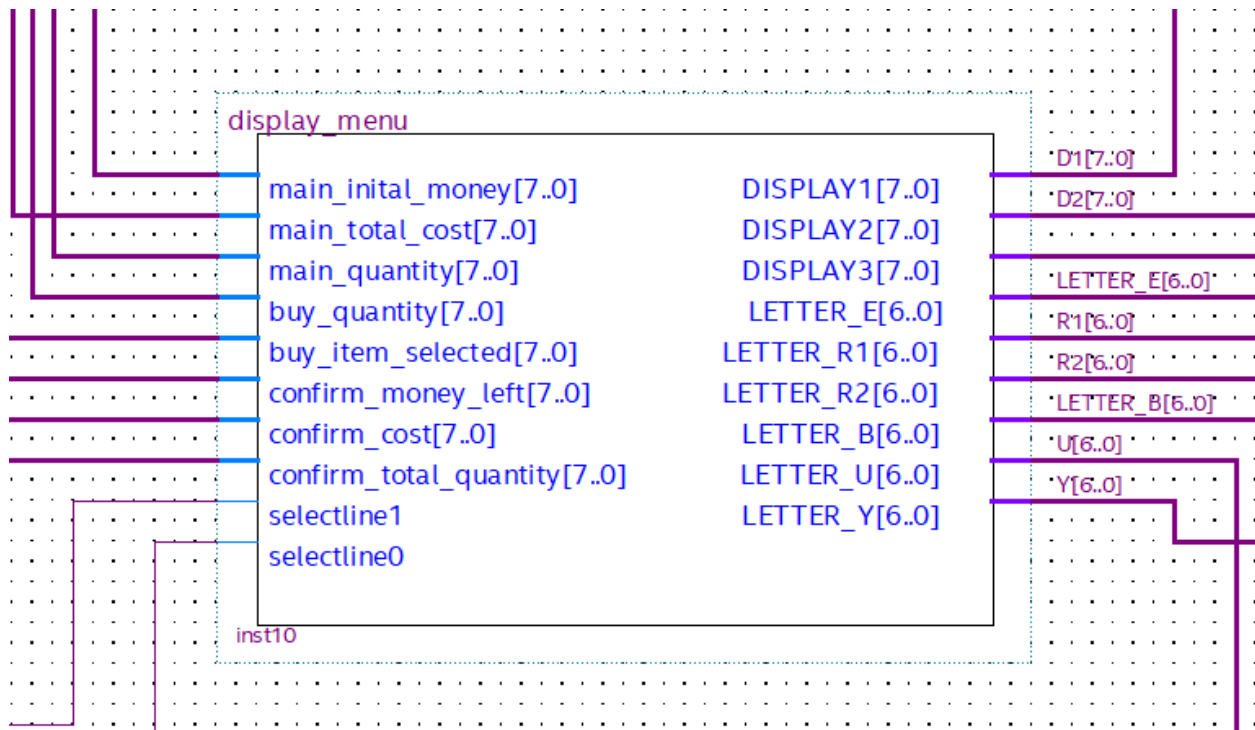 display_menu
main_inital_money[7..0]
main_total_cost[7..0]
main_quantity[7..0]
buy_quantity[7..0]
buy_item_selected[7..0]
confirm_money_left[7..0]
confirm_cost[7..0]
confirm_total_quantity[7..0]
selectline1
selectline0
DISPLAY1[7..0]
DISPLAY2[7..0]
DISPLAY3[7..0]
LETTER_E[6..0]
LETTER_R1[6..0]
LETTER_R2[6..0]
LETTER_B[6..0]
LETTER_U[6..0]
LETTER_Y[6..0]
D1[7..0]
D2[7..0]
LETTER_E[6..0]
R1[6..0]
R2[6..0]
LETTER_B[6..0]
U[6..0]
Y[6..0]
inst10